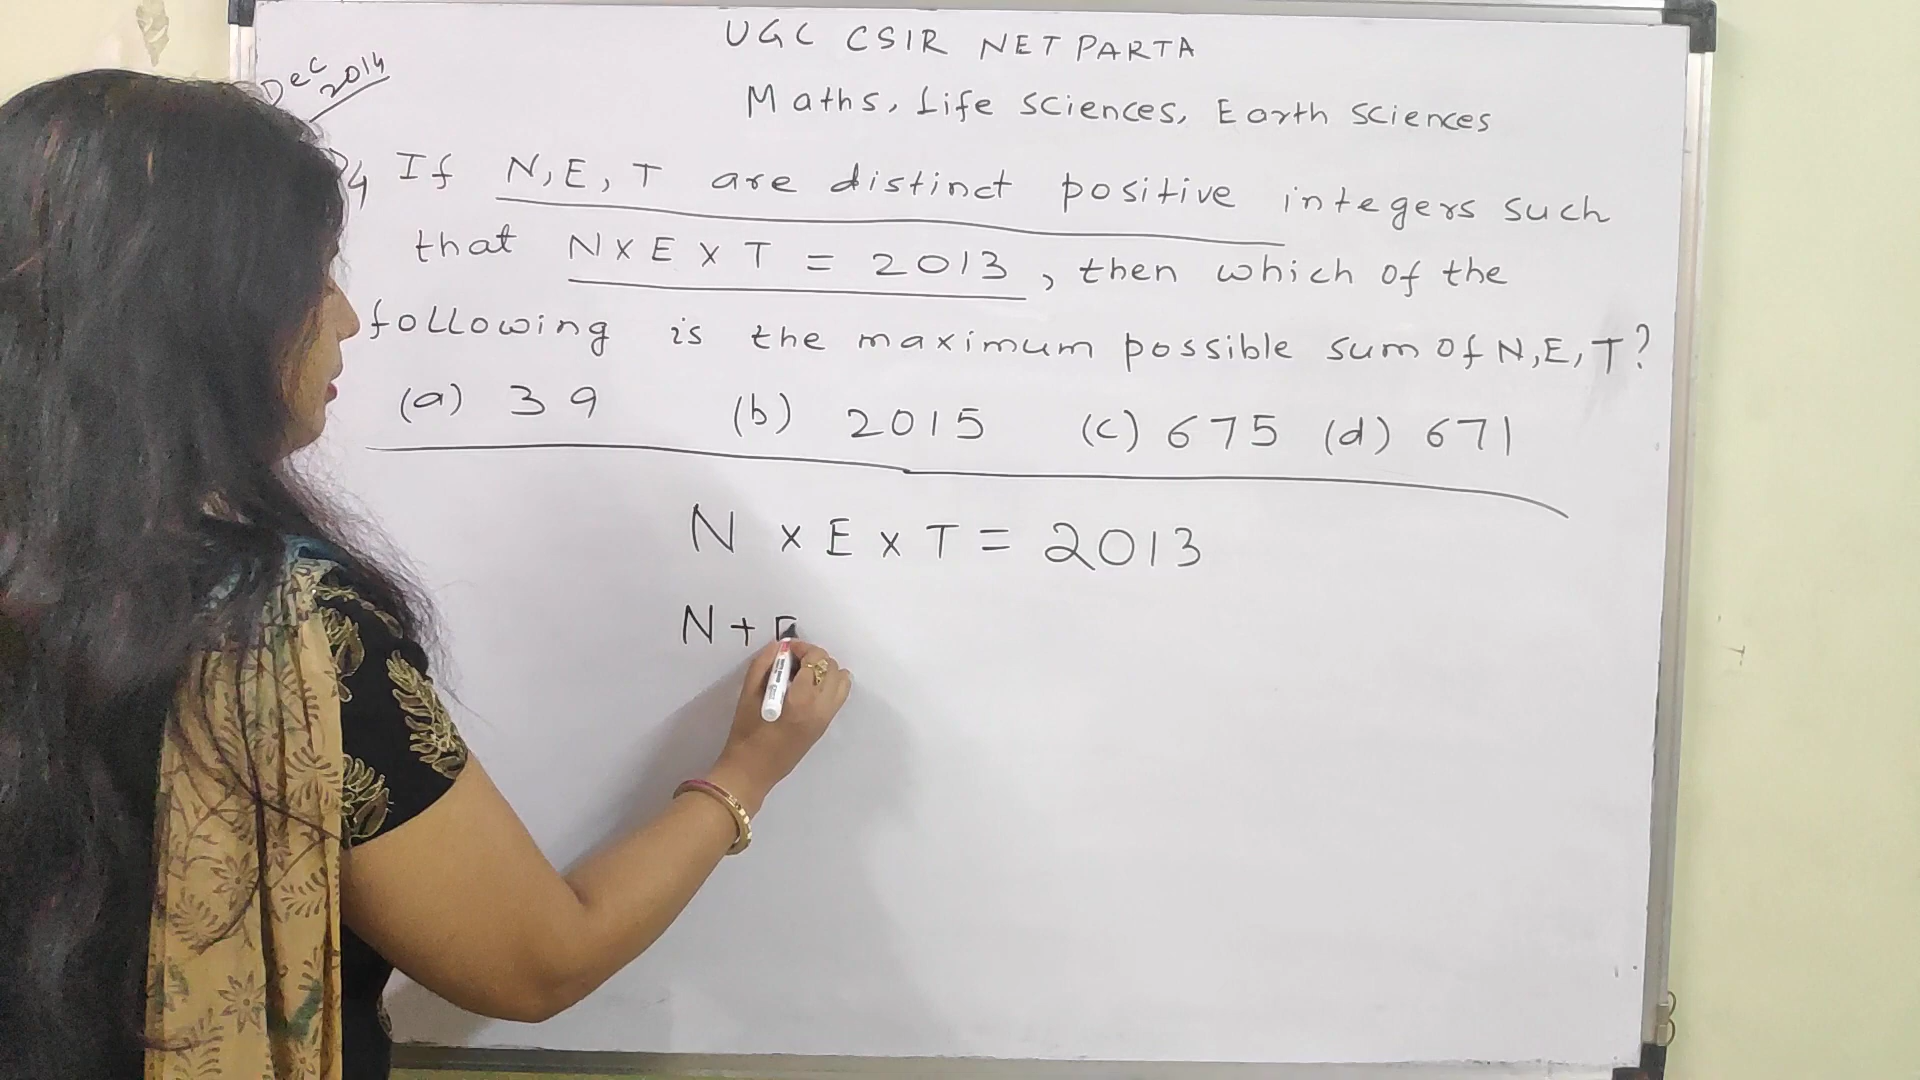 UGC CSIR NET PART A
Dec 2014
Maths, Life Sciences, Earth Sciences
If N, E, T are distinct positive integers such
that N x E x T = 2013, then which of the
following is the maximum possible sum of N, E, T?
(a) 39 (b) 2015 (c) 675 (d) 671
N x E x T = 2013
N +